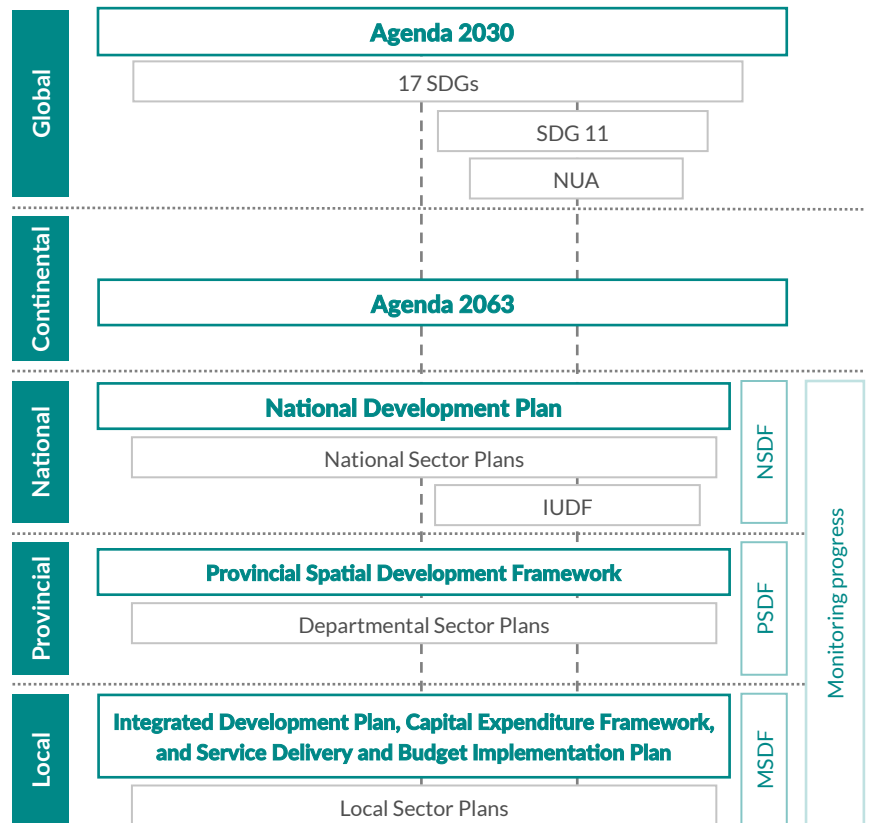 Global
Agenda 2030
17 SDGs
SDG 11
NUA
Continental
Agenda 2063
National
National Development Plan
National Sector Plans
IUDF
NSDF
Monitoring progress
Provincial
Provincial Spatial Development Framework
Departmental Sector Plans
PSDF
Local
Integrated Development Plan, Capital Expenditure Framework,
and Service Delivery and Budget Implementation Plan
Local Sector Plans
MSDF